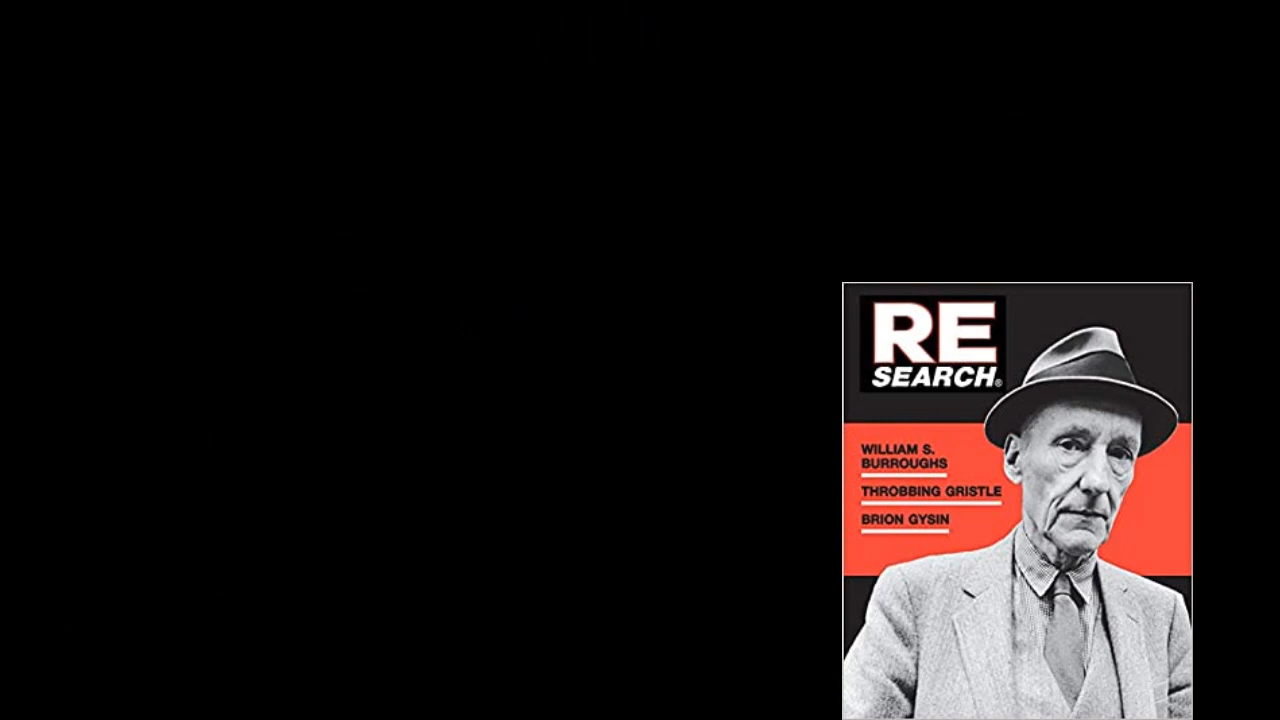 RE
SEARCH®
WILLIAM S.
BURROUGHS
THROBBING GRISTLE
BRION GYSIN